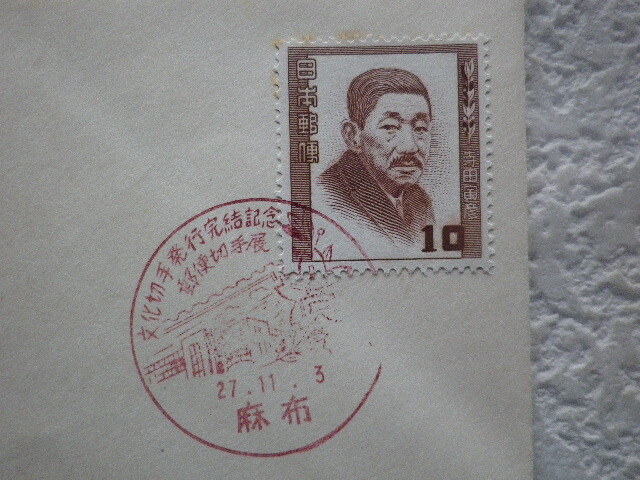 日本郵便
寺田寅彦
10
文化切手発行完結記念
郵便切手展
27.11.3
麻布